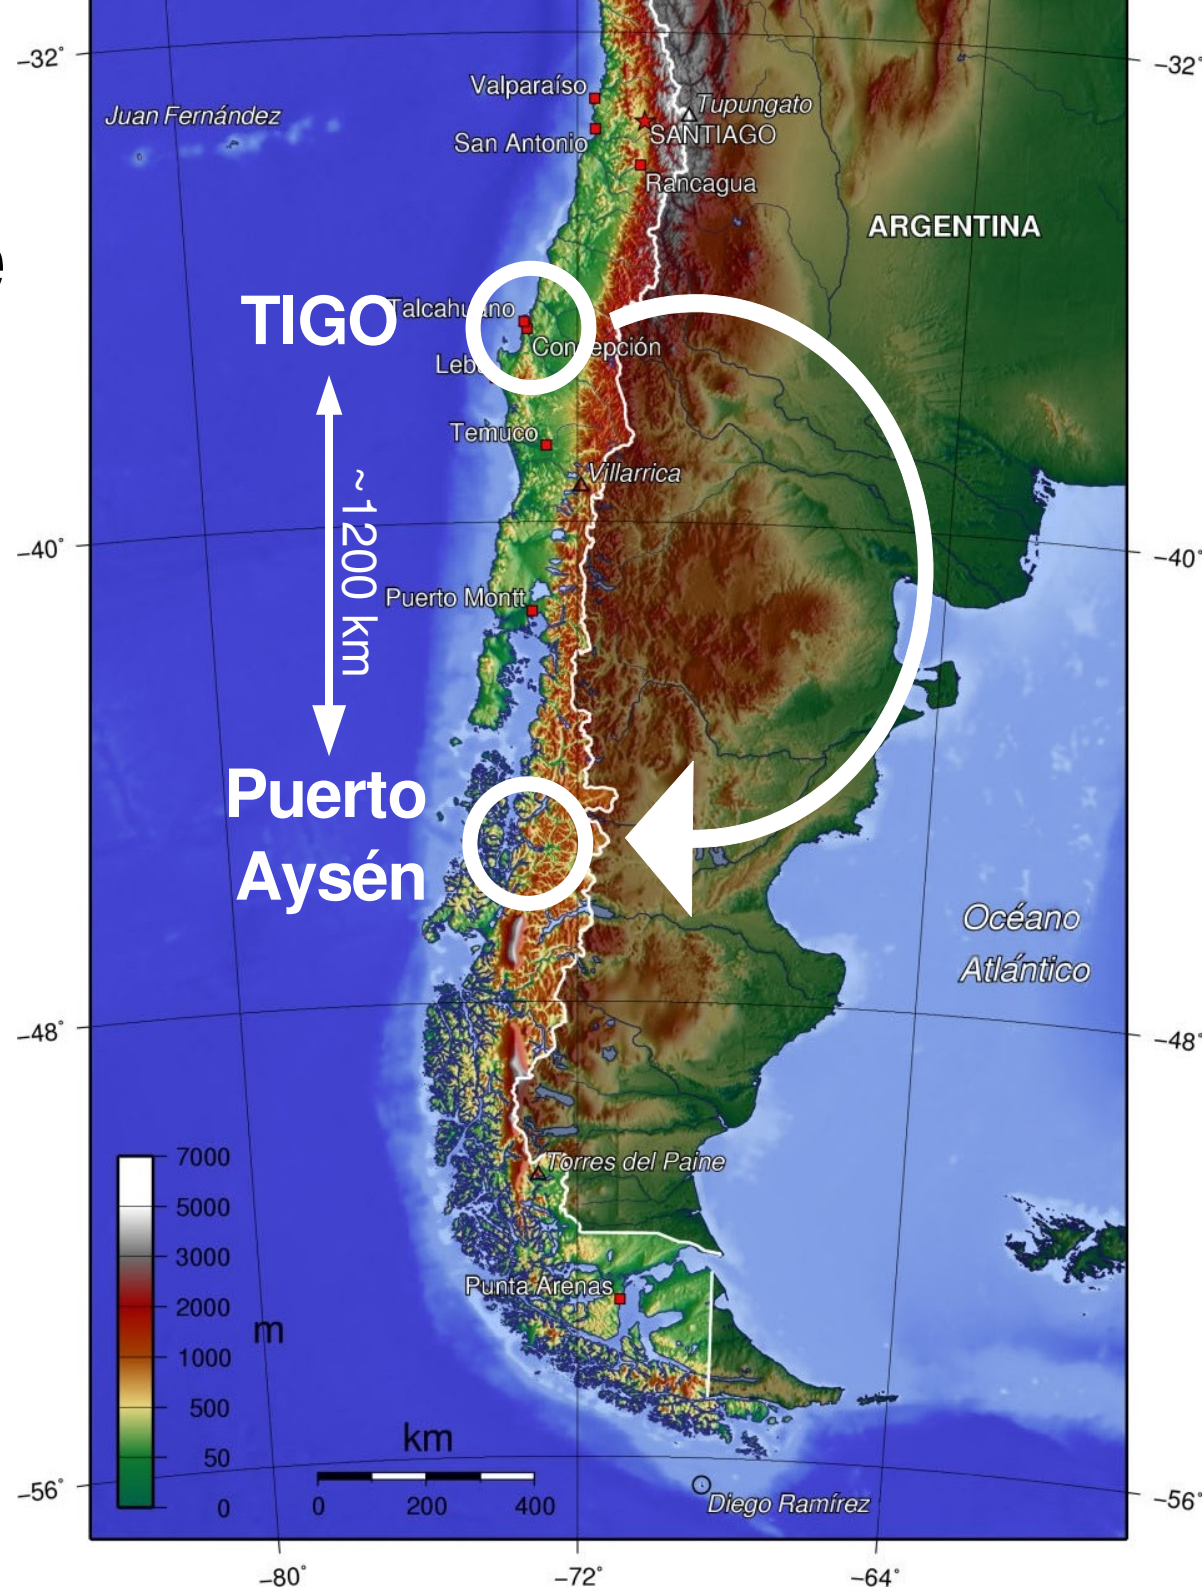 −32°
−32°
Valparaíso
Juan Fernández
Tupungato
San Antonio
SANTIAGO
Rancagua
ARGENTINA
TIGO
Talcahuano
Concepción
Leb
Temuco
Villarrica
~1200 km
−40°
−40°
Puerto Montt
Puerto
Aysén
Océano
Atlántico
−48°
−48°
Torres del Paine
7000
5000
3000
2000
1000
500
50
0
m
Punta Arenas
km
0 200 400
−56°
−56°
Diego Ramírez
−80° −72° −64°